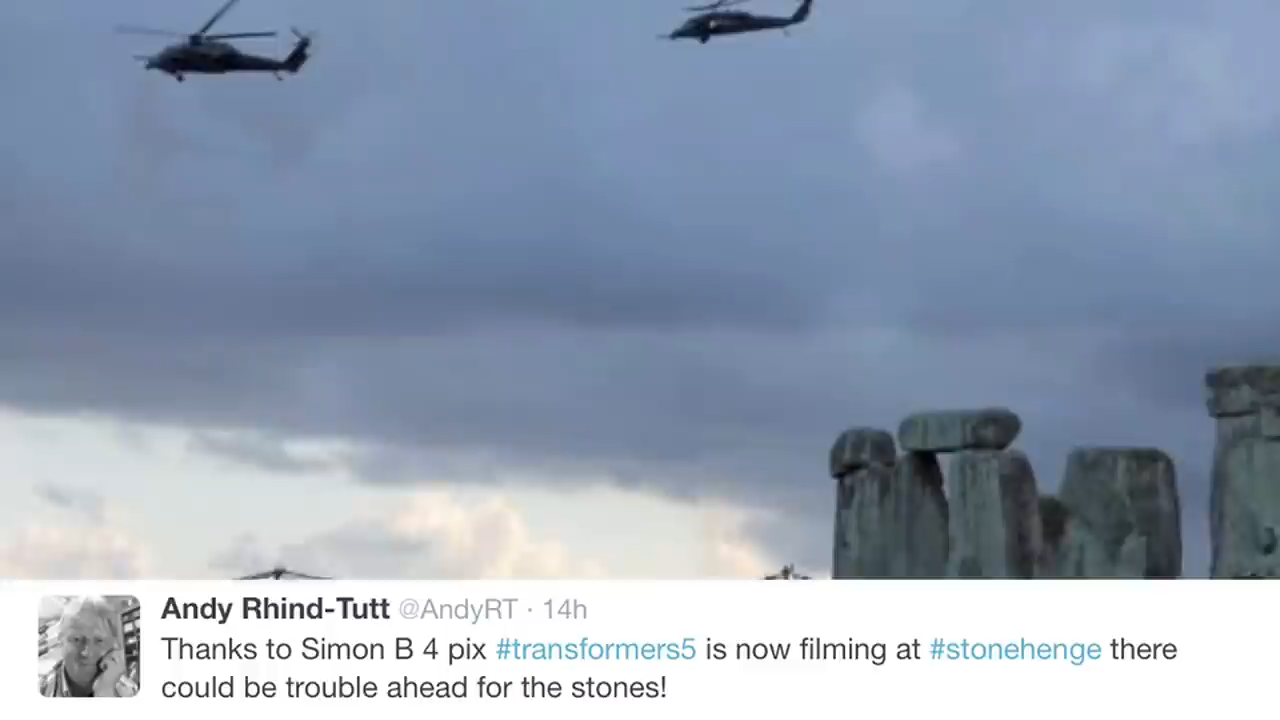 Andy Rhind-Tutt @AndyRT · 14h
Thanks to Simon B 4 pix #transformers5 is now filming at #stonehenge there
could be trouble ahead for the stones!